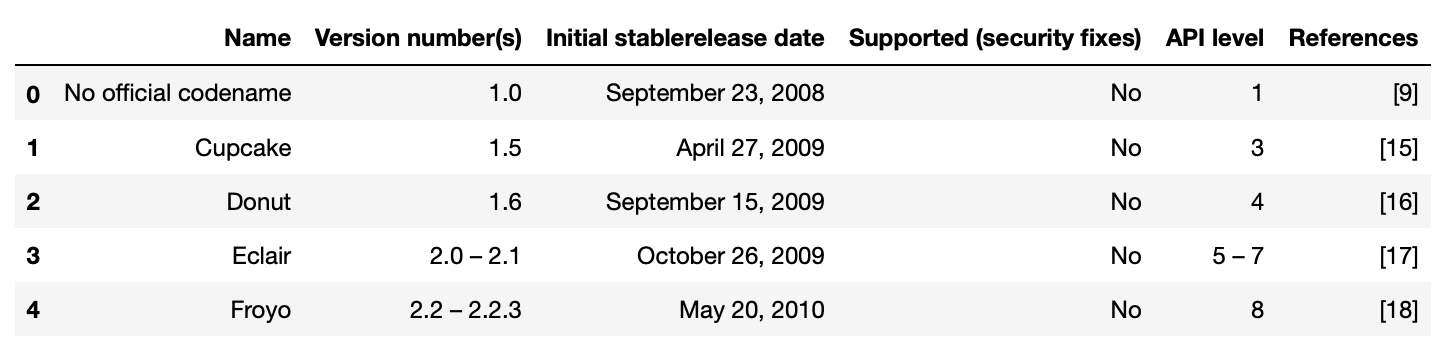 Name Version number(s) Initial stablerelease date Supported (security fixes) API level References
0 No official codename 1.0 September 23, 2008 No 1 [9]
1 Cupcake 1.5 April 27, 2009 No 3 [15]
2 Donut 1.6 September 15, 2009 No 4 [16]
3 Eclair 2.0 – 2.1 October 26, 2009 No 5 – 7 [17]
4 Froyo 2.2 – 2.2.3 May 20, 2010 No 8 [18]